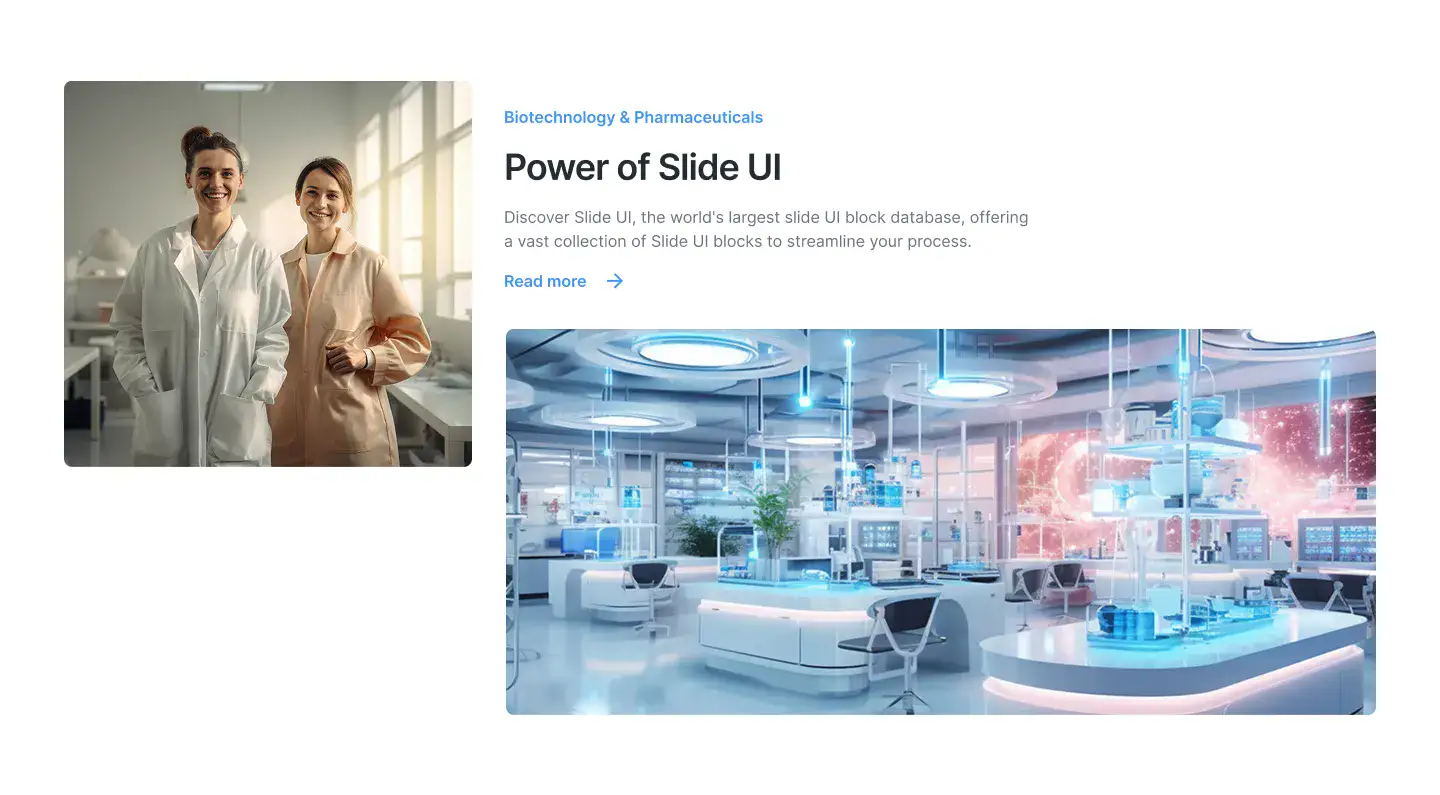 Biotechnology & Pharmaceuticals
Power of Slide UI
Discover Slide UI, the world's largest slide UI block database, offering
a vast collection of Slide UI blocks to streamline your process.
Read more